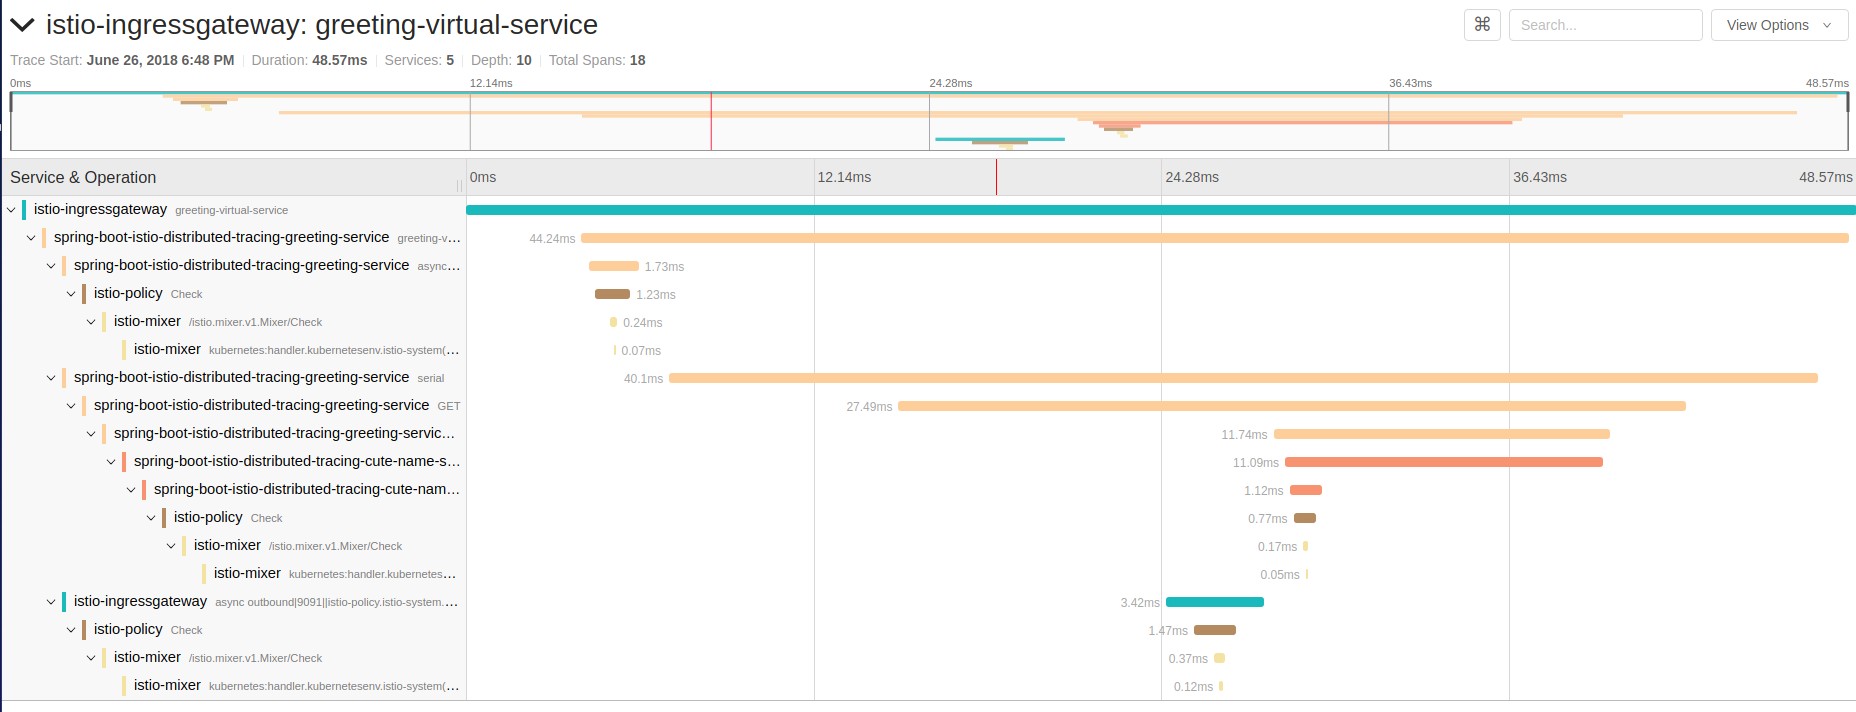 istio-ingressgateway: greeting-virtual-service
⌘ Search... View Options
Trace Start: June 26, 2018 6:48 PM Duration: 48.57ms Services: 5 Depth: 10 Total Spans: 18
0ms 12.14ms 24.28ms 36.43ms 48.57ms
Service & Operation 0ms 12.14ms 24.28ms 36.43ms 48.57ms
istio-ingressgateway greeting-virtual-service
spring-boot-istio-distributed-tracing-greeting-service greeting-v... 44.24ms
spring-boot-istio-distributed-tracing-greeting-service async... 1.73ms
istio-policy Check 1.23ms
istio-mixer /istio.mixer.v1.Mixer/Check 0.24ms
istio-mixer kubernetes:handler.kubernetesenv.istio-system(... 0.07ms
spring-boot-istio-distributed-tracing-greeting-service serial 40.1ms
spring-boot-istio-distributed-tracing-greeting-service GET 27.49ms
spring-boot-istio-distributed-tracing-greeting-servic... 11.74ms
spring-boot-istio-distributed-tracing-cute-name-s... 11.09ms
spring-boot-istio-distributed-tracing-cute-nam... 1.12ms
istio-policy Check 0.77ms
istio-mixer /istio.mixer.v1.Mixer/Check 0.17ms
istio-mixer kubernetes:handler.kubernetes... 0.05ms
istio-ingressgateway async outbound|9091||istio-policy.istio-system.... 3.42ms
istio-policy Check 1.47ms
istio-mixer /istio.mixer.v1.Mixer/Check 0.37ms
istio-mixer kubernetes:handler.kubernetesenv.istio-system(... 0.12ms